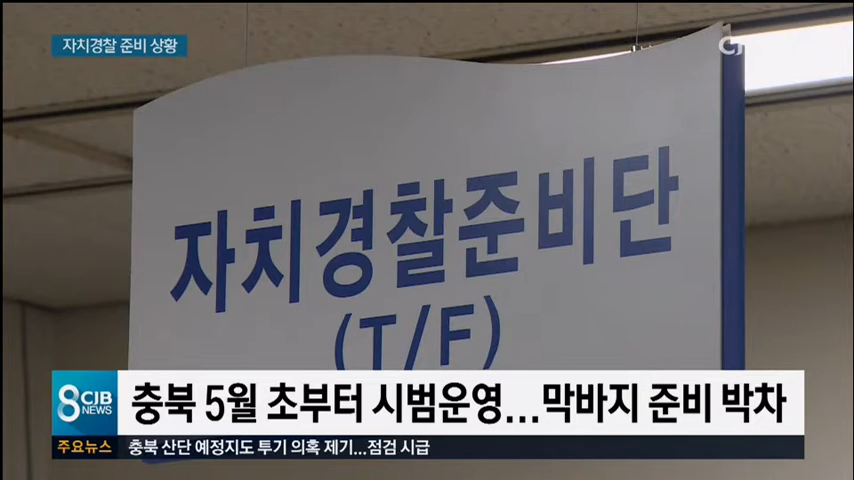 자치경찰 준비 상황
CJ
자치경찰준비단
(T/F)
8 CJB NEWS
충북 5월 초부터 시범운영...막바지 준비 박차
주요뉴스 충북 산단 예정지도 투기 의혹 제기...점검 시급